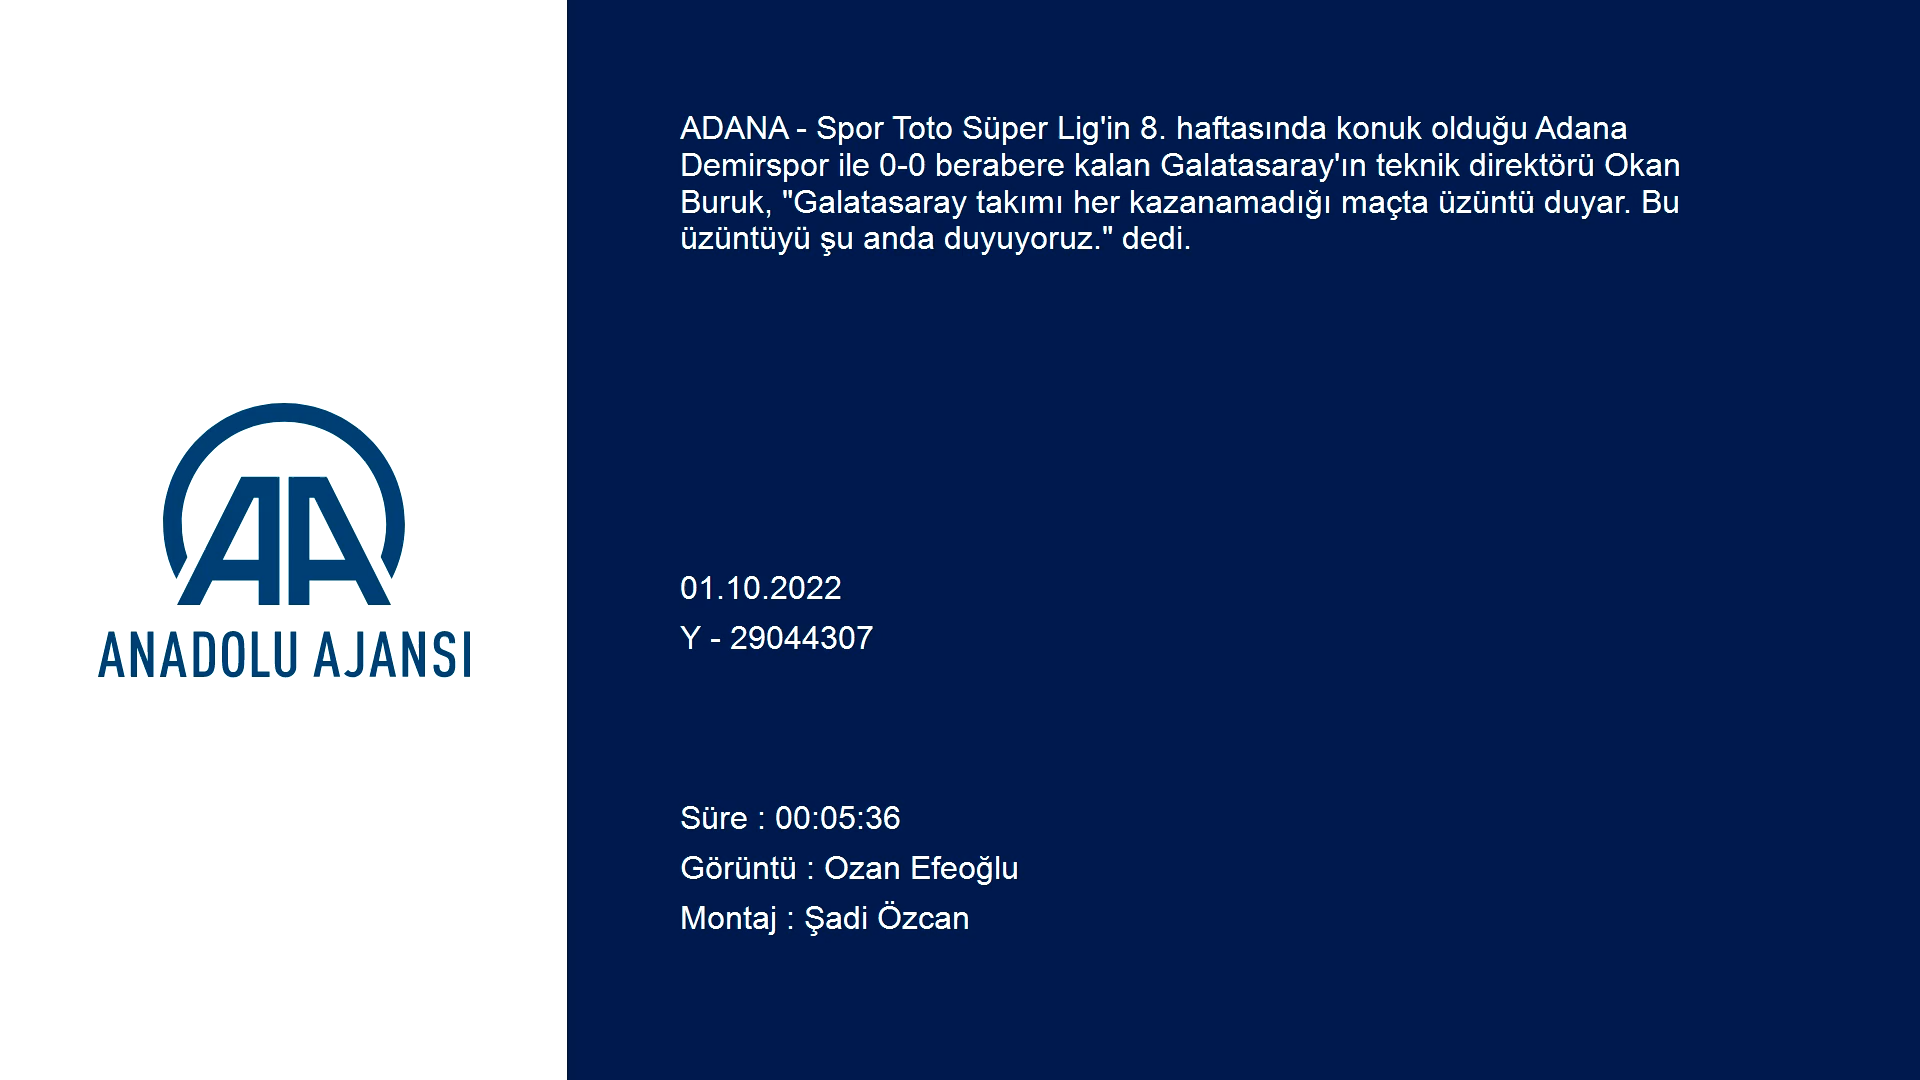 ADANA - Spor Toto Süper Lig'in 8. haftasında konuk olduğu Adana
Demirspor ile 0-0 berabere kalan Galatasaray'ın teknik direktörü Okan
Buruk, "Galatasaray takımı her kazanamadığı maçta üzüntü duyar. Bu
üzüntüyü şu anda duyuyoruz." dedi.
AA
ANADOLU AJANSI
01.10.2022
Y - 29044307
Süre : 00:05:36
Görüntü : Ozan Efeoğlu
Montaj : Şadi Özcan